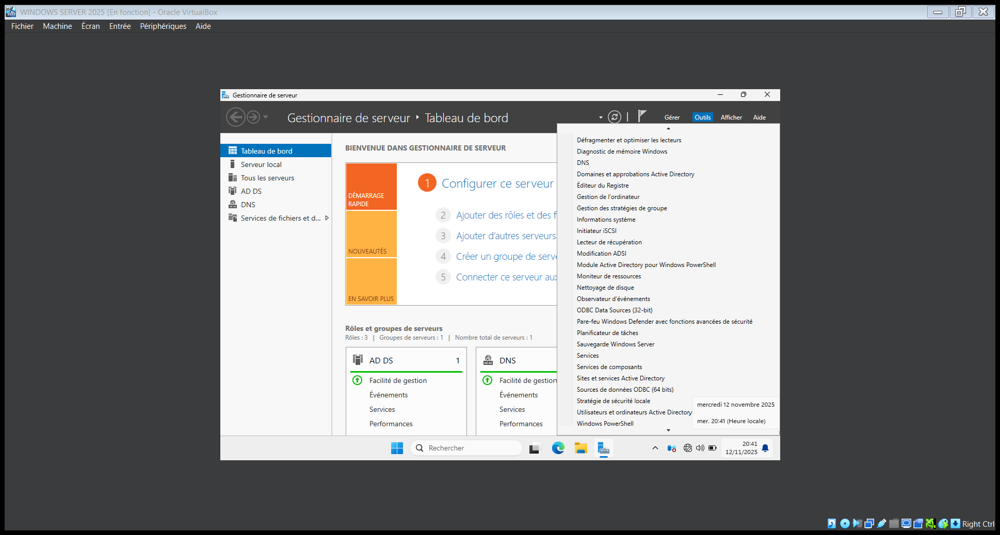 WINDOWS SERVER 2025 [En fonction] - Oracle VirtualBox
Fichier Machine Écran Entrée Périphériques Aide
Gestionnaire de serveur
Gestionnaire de serveur Tableau de bord
Gérer Outils Afficher Aide
Tableau de bord
Serveur local
Tous les serveurs
AD DS
DNS
Services de fichiers et d...
BIENVENUE DANS GESTIONNAIRE DE SERVEUR
DÉMARRAGE
RAPIDE
NOUVEAUTÉS
EN SAVOIR PLUS
1 Configurer ce serveur
2 Ajouter des rôles et des f
3 Ajouter d'autres serveurs
4 Créer un groupe de serve
5 Connecter ce serveur aux
Rôles et groupes de serveurs
Rôles : 3 | Groupes de serveurs : 1 | Nombre total de serveurs : 1
AD DS 1
Facilité de gestion
Événements
Services
Performances
DNS
Facilité de gestion
Événements
Services
Performances
Défragmenter et optimiser les lecteurs
Diagnostic de mémoire Windows
DNS
Domaines et approbations Active Directory
Éditeur du Registre
Gestion de l'ordinateur
Gestion des stratégies de groupe
Informations système
Initiateur iSCSI
Lecteur de récupération
Modification ADSI
Module Active Directory pour Windows PowerShell
Moniteur de ressources
Nettoyage de disque
Observateur d'événements
ODBC Data Sources (32-bit)
Pare-feu Windows Defender avec fonctions avancées de sécurité
Planificateur de tâches
Sauvegarde Windows Server
Services
Services de composants
Sites et services Active Directory
Sources de données ODBC (64 bits)
Stratégie de sécurité locale
Utilisateurs et ordinateurs Active Directory
Windows PowerShell
mercredi 12 novembre 2025
mer. 20:41 (Heure locale)
Rechercher
20:41
12/11/2025
Right Ctrl